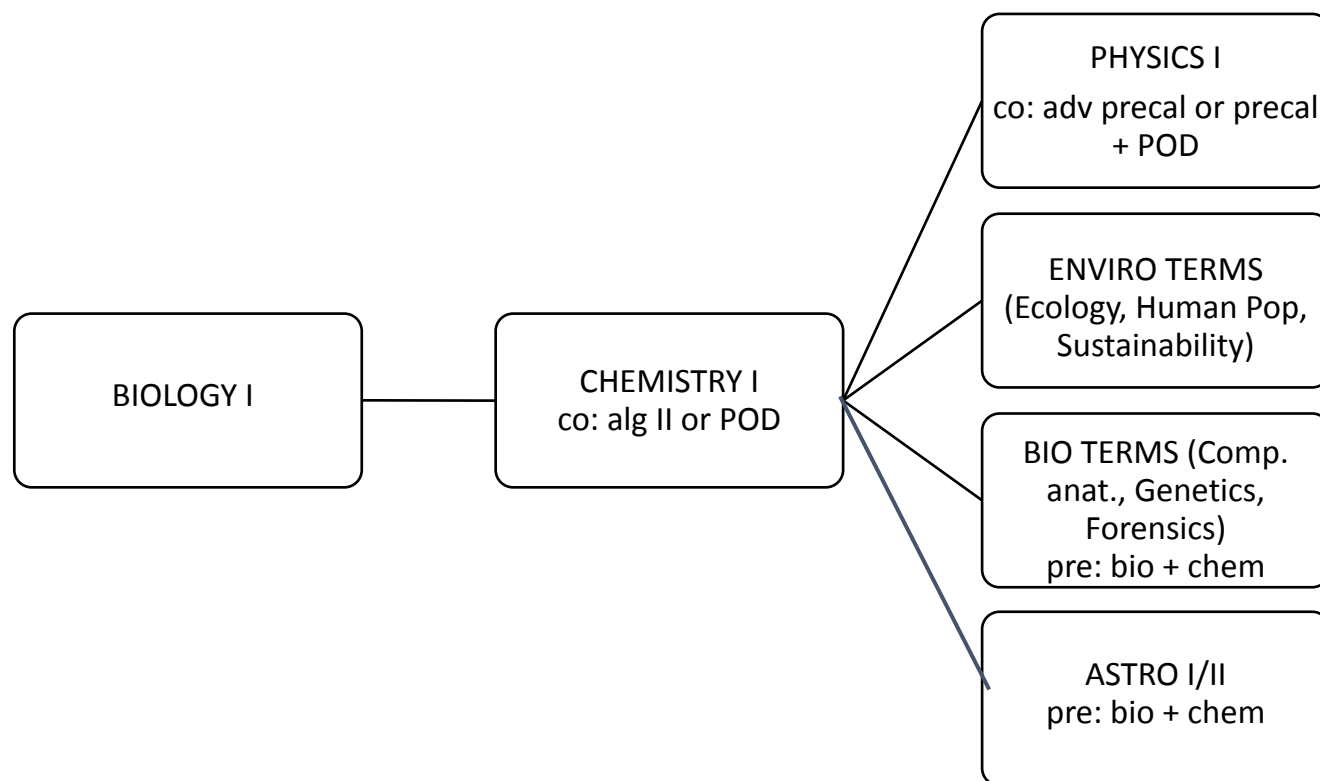 BIOLOGY I
CHEMISTRY I
co: alg II or POD
PHYSICS I
co: adv precal or precal
+ POD
ENVIRO TERMS
(Ecology, Human Pop,
Sustainability)
BIO TERMS (Comp.
anat., Genetics,
Forensics)
pre: bio + chem
ASTRO I/II
pre: bio + chem